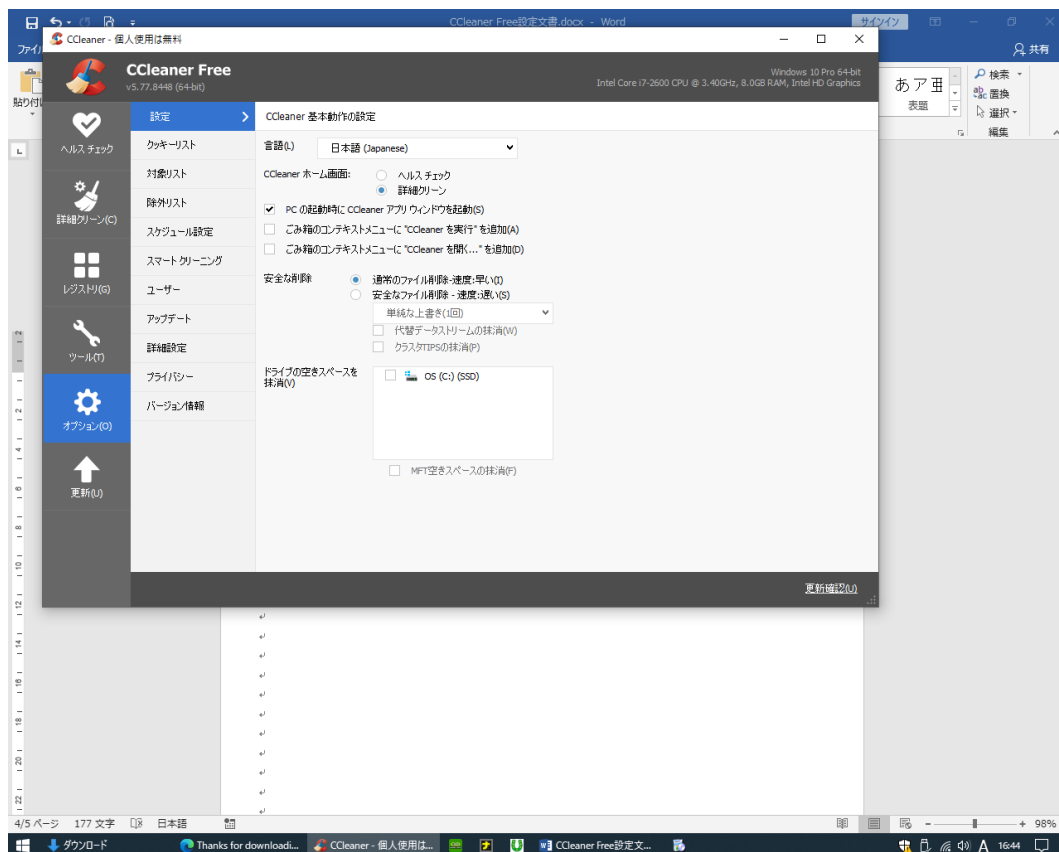 CCleaner Free設定文書.docx - Word
サインイン
ファイ
共有
CCleaner - 個人使用は無料
CCleaner Free
v5.77.8448 (64-bit)
Windows 10 Pro 64-bit
Intel Core i7-2600 CPU @ 3.40GHz, 8.0GB RAM, Intel HD Graphics
貼り付け
あア亜
表題
検索
置換
選択
編集
ヘルス チェック
詳細クリーン(C)
レジストリ(G)
ツール(T)
オプション(O)
更新(U)
設定
クッキーリスト
対象リスト
除外リスト
スケジュール設定
スマート クリーニング
ユーザー
アップデート
詳細設定
プライバシー
バージョン情報
CCleaner 基本動作の設定
言語(L)
日本語 (Japanese)
CCleaner ホーム画面:
ヘルス チェック
詳細クリーン
PC の起動時に CCleaner アプリ ウィンドウを起動(S)
ごみ箱のコンテキストメニューに "CCleaner を実行" を追加(A)
ごみ箱のコンテキストメニューに "CCleaner を開く..." を追加(D)
安全な削除
通常のファイル削除-速度:早い(I)
安全なファイル削除 - 速度:遅い(S)
単純な上書き(1回)
代替データストリームの抹消(W)
クラスタTIPSの抹消(P)
ドライブの空きスペースを
抹消(V)
OS (C:) (SSD)
MFT空きスペースの抹消(F)
更新確認(U)
2
2
4
6
8
10
12
14
16
18
20
22
4/5 ページ
177 文字
日本語
98%
ダウンロード
Thanks for downloadi...
CCleaner - 個人使用は...
CCleaner Free設定文...
A
16:44